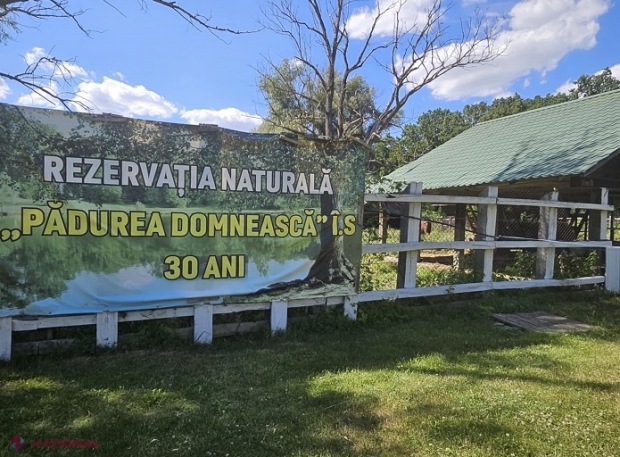 REZERVAȚIA NATURALĂ
„PĂDUREA DOMNEASCĂ” Î.S
30 ANI